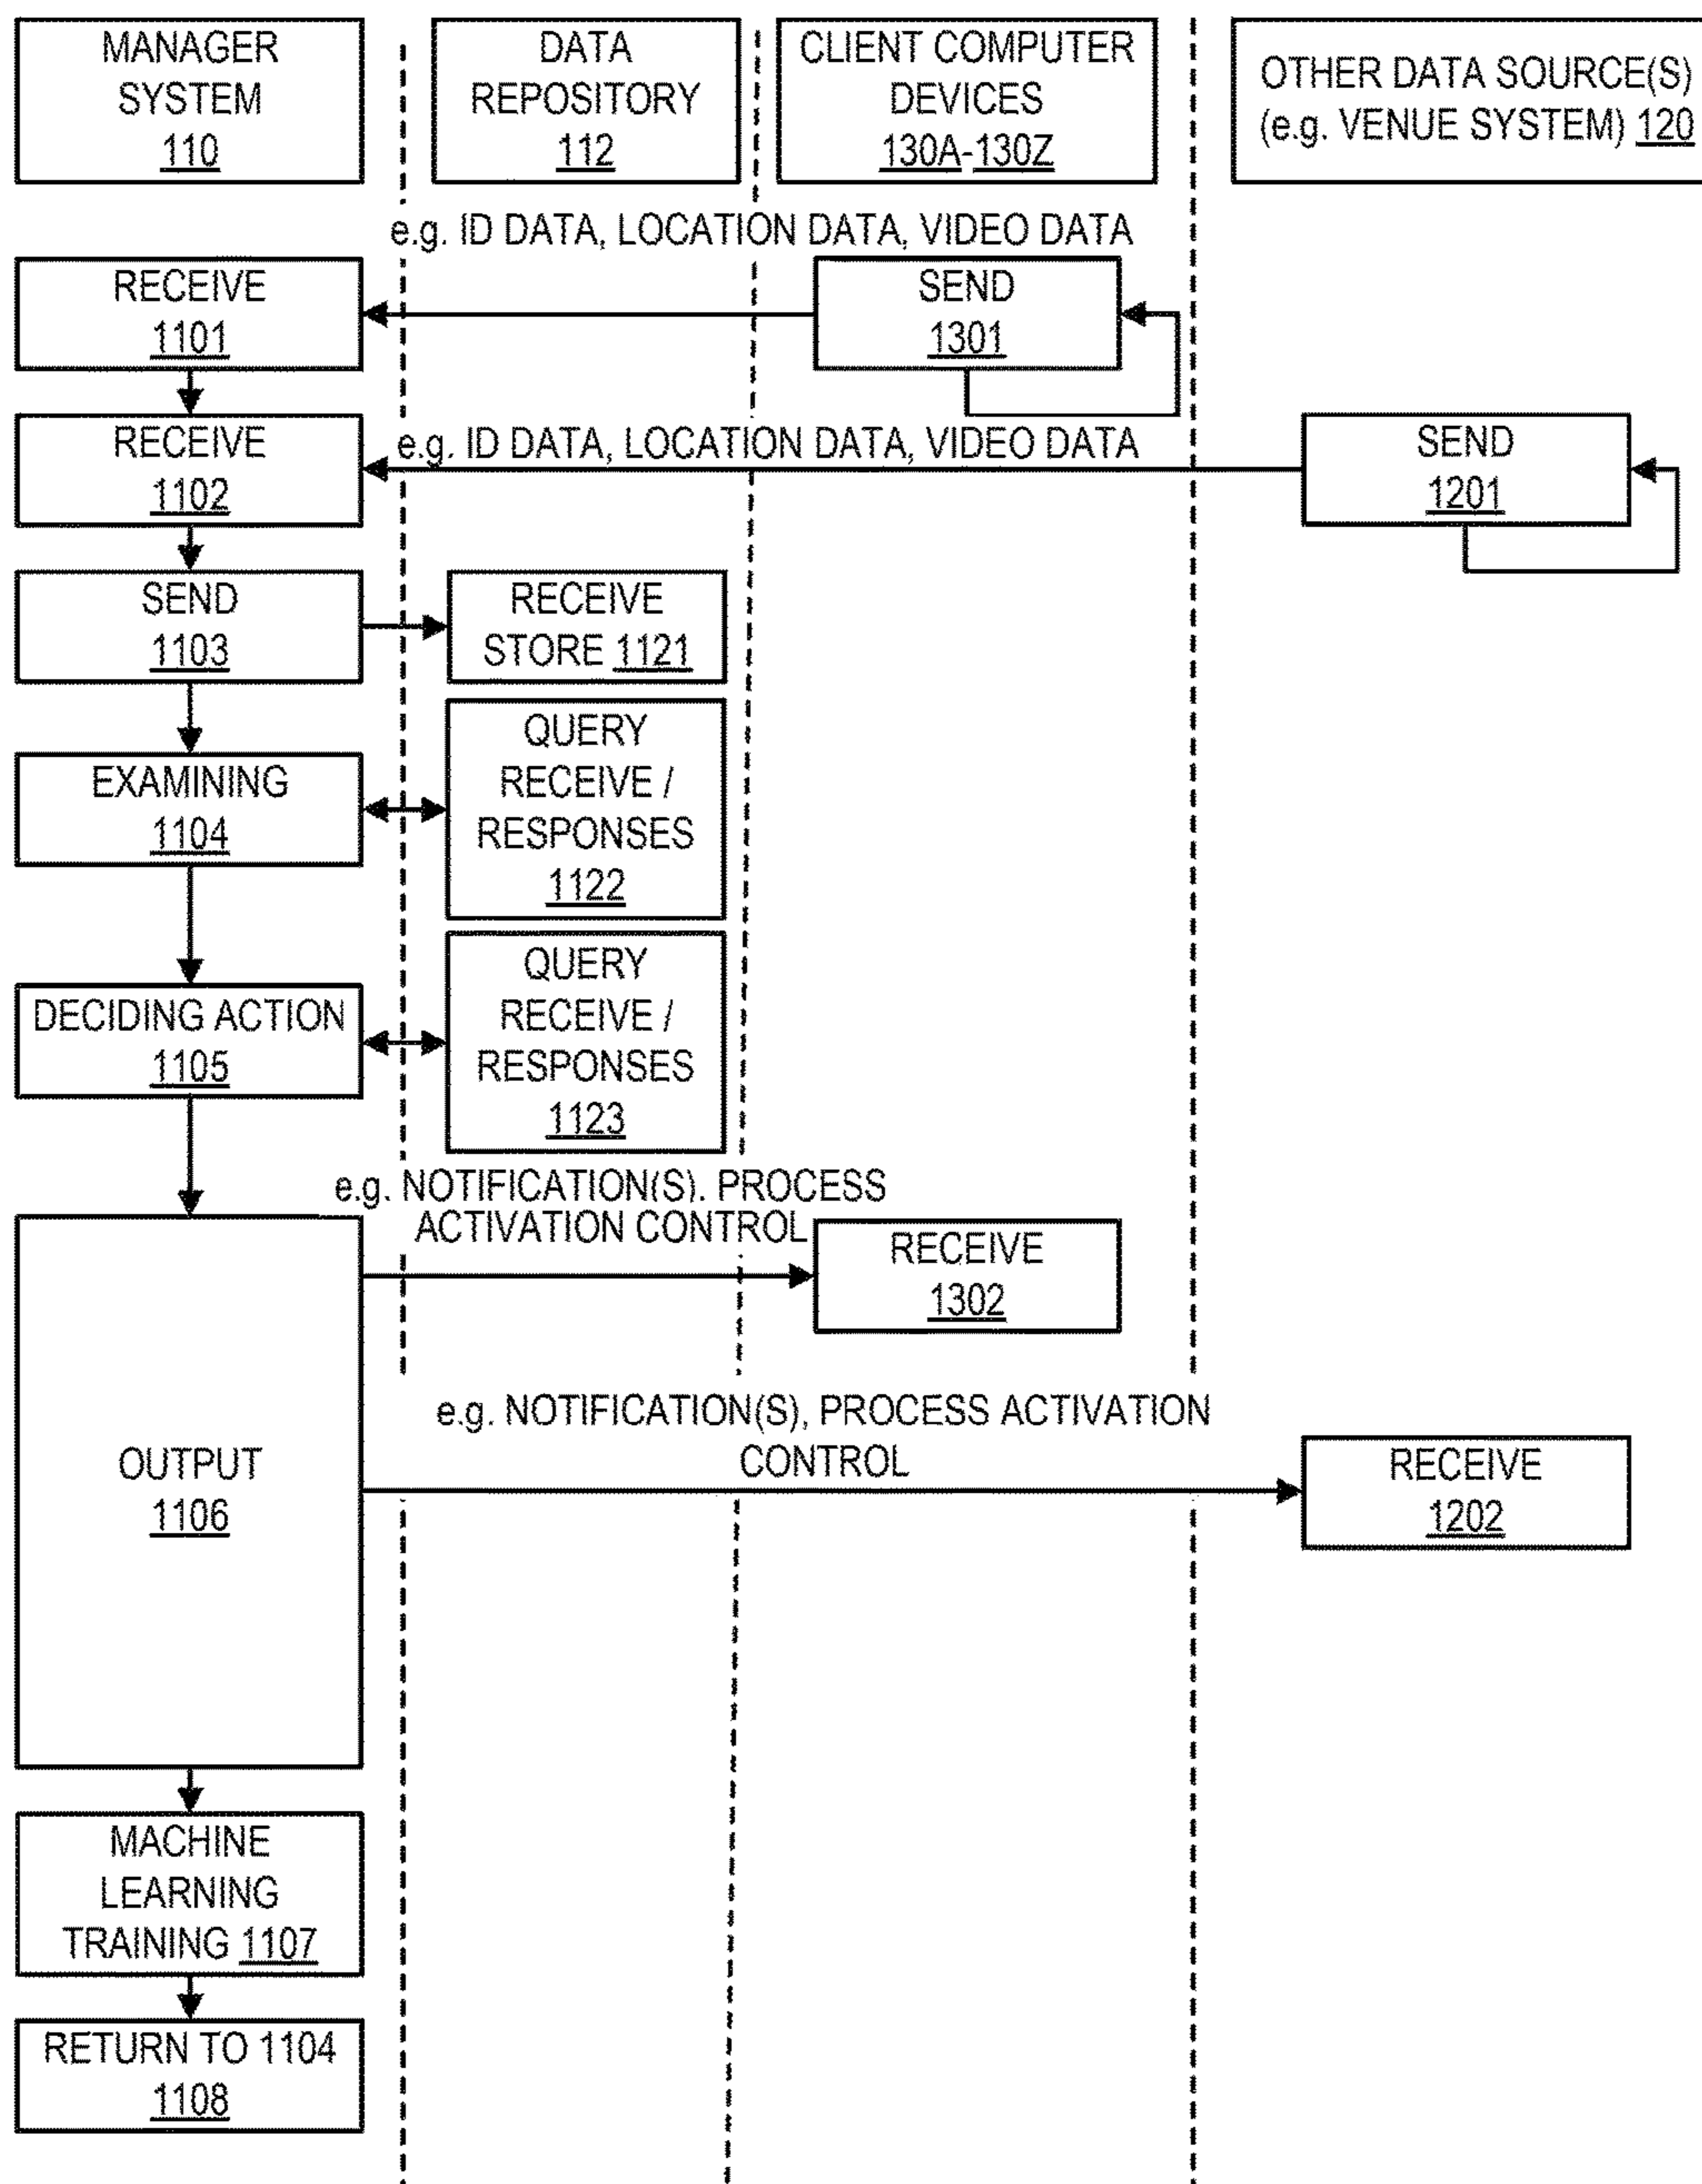 MANAGER
SYSTEM
110
DATA
REPOSITORY
112
CLIENT COMPUTER
DEVICES
130A-130Z
OTHER DATA SOURCE(S)
(e.g. VENUE SYSTEM) 120
e.g. ID DATA, LOCATION DATA, VIDEO DATA
RECEIVE
1101
SEND
1301
RECEIVE
1102
e.g. ID DATA, LOCATION DATA, VIDEO DATA
SEND
1201
SEND
1103
RECEIVE
STORE 1121
EXAMINING
1104
QUERY
RECEIVE /
RESPONSES
1122
DECIDING ACTION
1105
QUERY
RECEIVE /
RESPONSES
1123
e.g. NOTIFICATION(S). PROCESS
ACTIVATION CONTROL
RECEIVE
1302
OUTPUT
1106
e.g. NOTIFICATION(S), PROCESS ACTIVATION
CONTROL
RECEIVE
1202
MACHINE
LEARNING
TRAINING 1107
RETURN TO 1104
1108